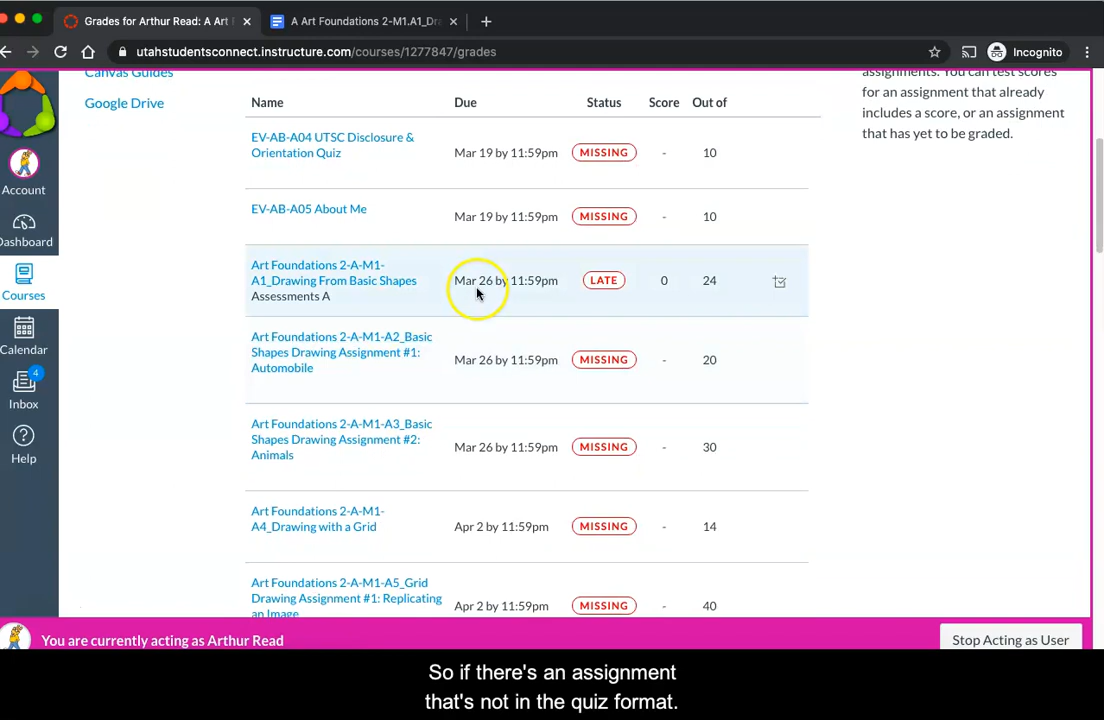 Grades for Arthur Read: A Art F
A Art Foundations 2-M1.A1_Dra
utahstudentsconnect.instructure.com/courses/1277847/grades
Incognito
Canvas Guides
Google Drive
Account
Dashboard
Courses
Calendar
4
Inbox
Help
Name Due Status Score Out of
EV-AB-A04 UTSC Disclosure &
Orientation Quiz
Mar 19 by 11:59pm MISSING - 10
EV-AB-A05 About Me
Mar 19 by 11:59pm MISSING - 10
Art Foundations 2-A-M1-
A1_Drawing From Basic Shapes
Assessments A
Mar 26 by 11:59pm LATE 0 24
Art Foundations 2-A-M1-A2_Basic
Shapes Drawing Assignment #1:
Automobile
Mar 26 by 11:59pm MISSING - 20
Art Foundations 2-A-M1-A3_Basic
Shapes Drawing Assignment #2:
Animals
Mar 26 by 11:59pm MISSING - 30
Art Foundations 2-A-M1-
A4_Drawing with a Grid
Apr 2 by 11:59pm MISSING - 14
Art Foundations 2-A-M1-A5_Grid
Drawing Assignment #1: Replicating
an Image
Apr 2 by 11:59pm MISSING - 40
assignments. You can test scores
for an assignment that already
includes a score, or an assignment
that has yet to be graded.
You are currently acting as Arthur Read
Stop Acting as User
So if there's an assignment
that's not in the quiz format.